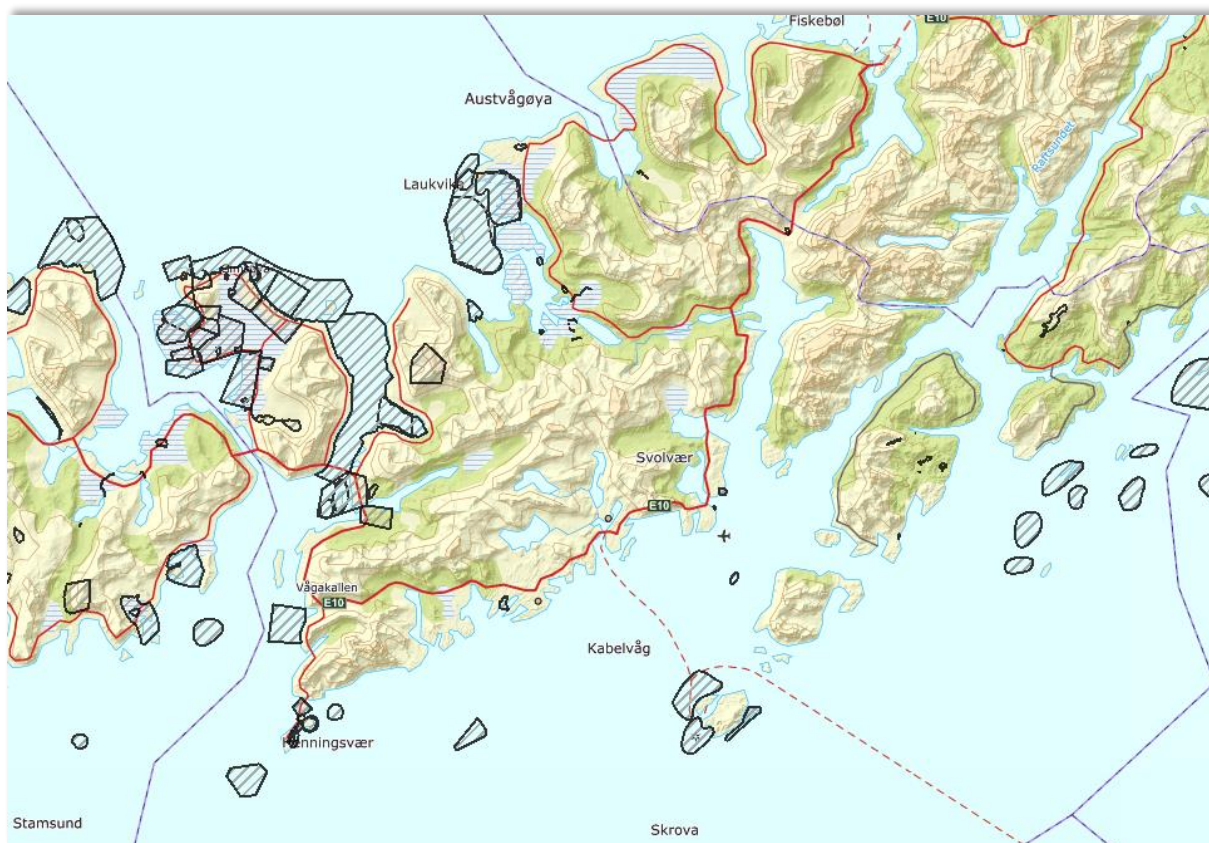 Fiskebøl
E10
Austvågøya
Raftsundet
Laukvika
Svolvær
E10
Vågakallen
E10
Kabelvåg
Henningsvær
Stamsund
Skrova